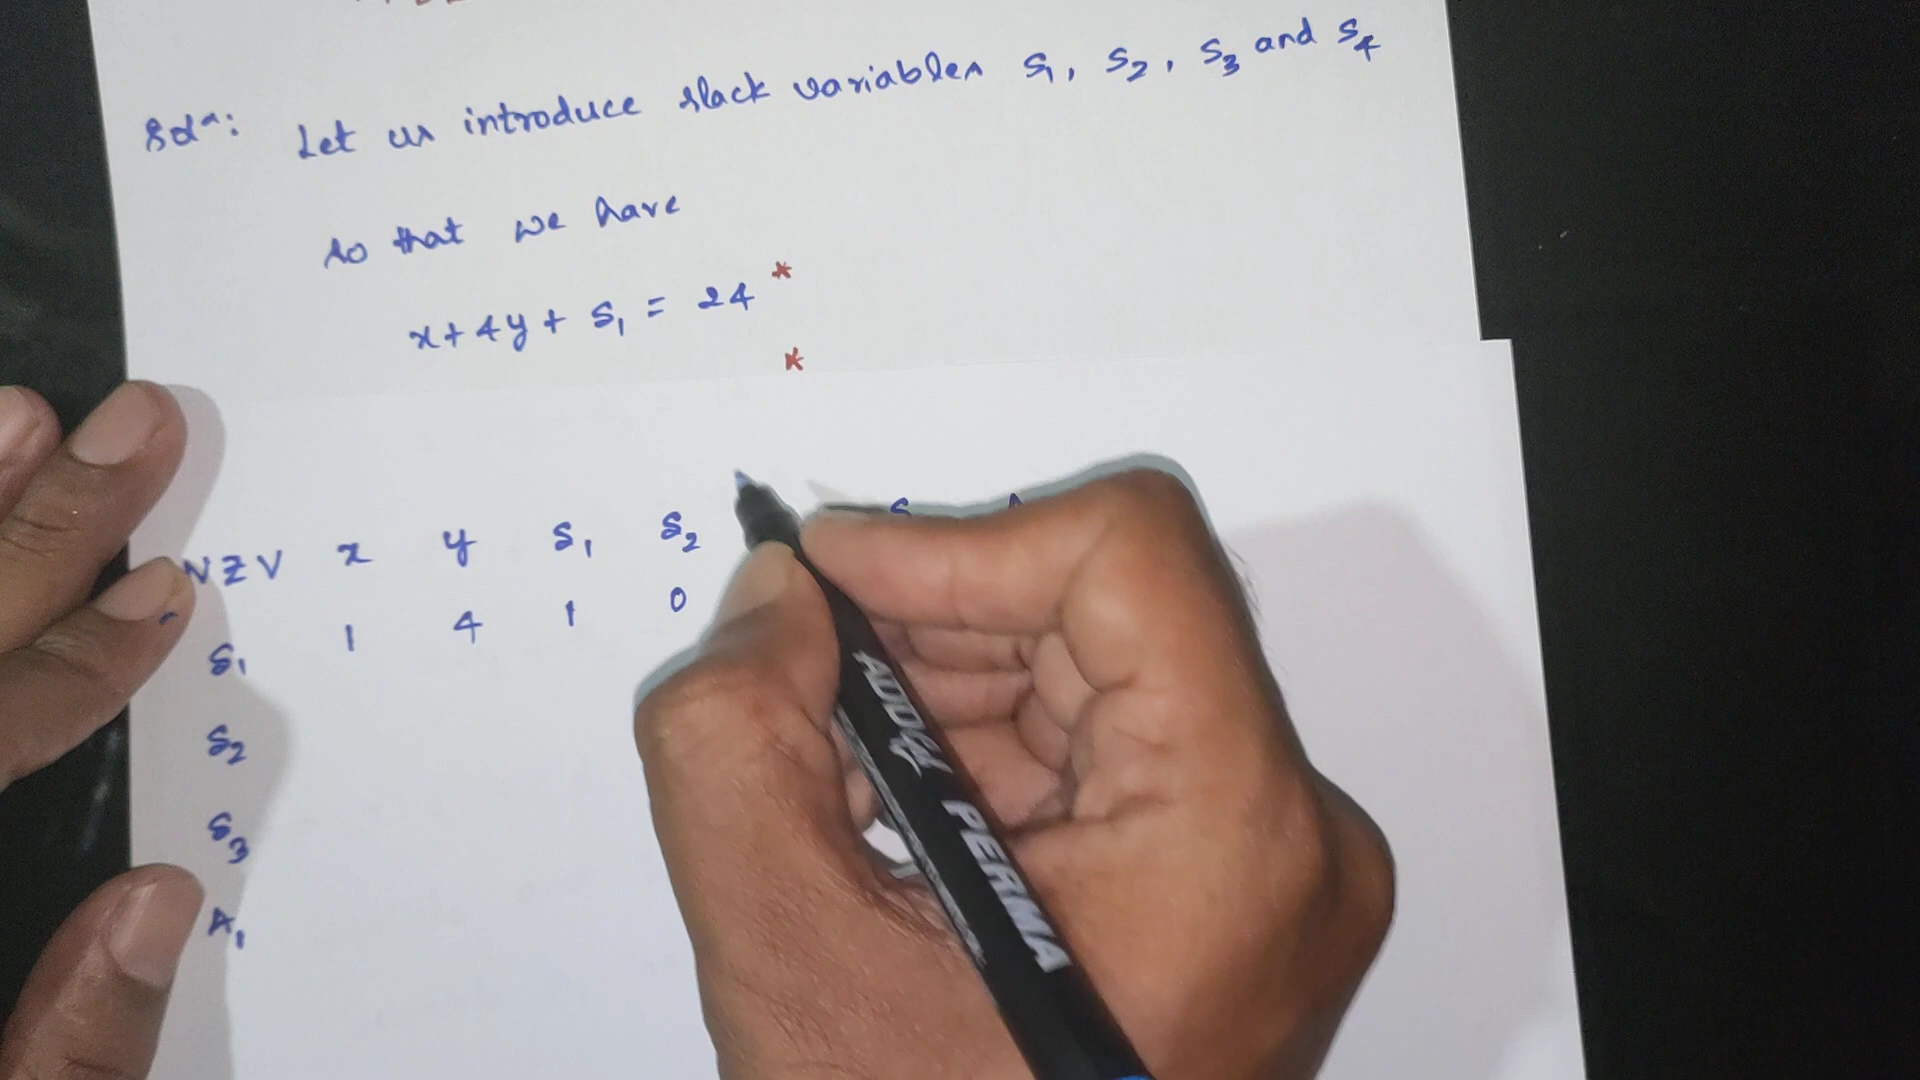 Solⁿ: Let us introduce slack variables S₁, S₂, S₃ and S₄
so that we have
x + 4y + S₁ = 24 *
*
NZV x y S₁ S₂ S
S₁ 1 4 1 0
S₂
S₃
A₁
ADDGEL PERMA